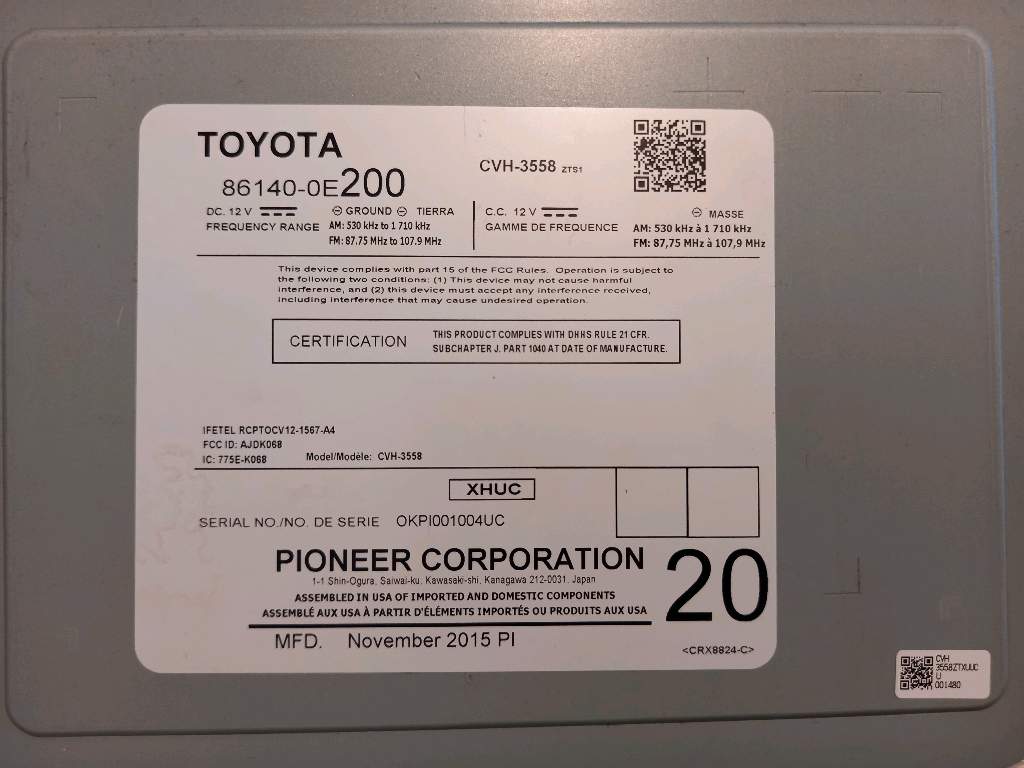 TOYOTA
86140-0E200
CVH-3558 ZTS1
DC. 12 V ⊖ GROUND ⊖ TIERRA
FREQUENCY RANGE AM: 530 kHz to 1 710 kHz
FM: 87.75 MHz to 107.9 MHz
C.C. 12 V ⊖ MASSE
GAMME DE FREQUENCE AM: 530 kHz à 1 710 kHz
FM: 87,75 MHz à 107,9 MHz
This device complies with part 15 of the FCC Rules. Operation is subject to
the following two conditions: (1) This device may not cause harmful
interference, and (2) this device must accept any interference received,
including interference that may cause undesired operation.
CERTIFICATION
THIS PRODUCT COMPLIES WITH DHHS RULE 21 CFR.
SUBCHAPTER J. PART 1040 AT DATE OF MANUFACTURE.
IFETEL RCPTOCV12-1567-A4
FCC ID: AJDK068
IC: 775E-K068 Model/Modèle: CVH-3558
XHUC
SERIAL NO./NO. DE SERIE OKPI001004UC
PIONEER CORPORATION
1-1 Shin-Ogura, Saiwai-ku, Kawasaki-shi, Kanagawa 212-0031, Japan
ASSEMBLED IN USA OF IMPORTED AND DOMESTIC COMPONENTS
ASSEMBLÉ AUX USA À PARTIR D'ÉLÉMENTS IMPORTÉS OU PRODUITS AUX USA
20
MFD. November 2015 PI
<CRX8824-C>
CVH
3558ZTXUUC
U
001480